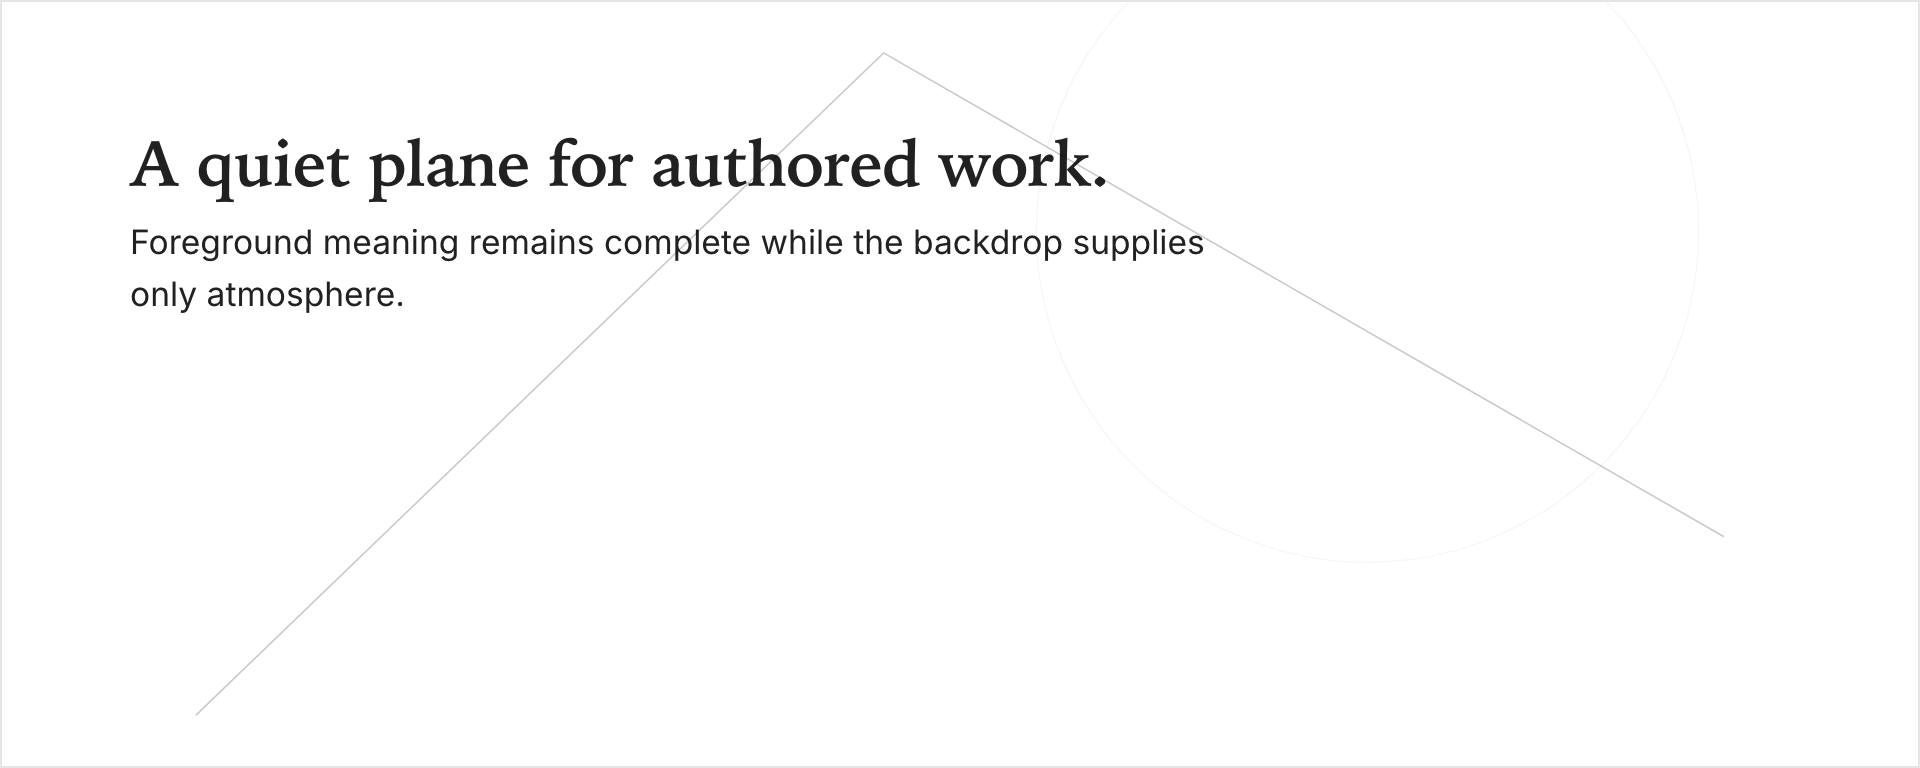 A quiet plane for authored work.
Foreground meaning remains complete while the backdrop supplies
only atmosphere.